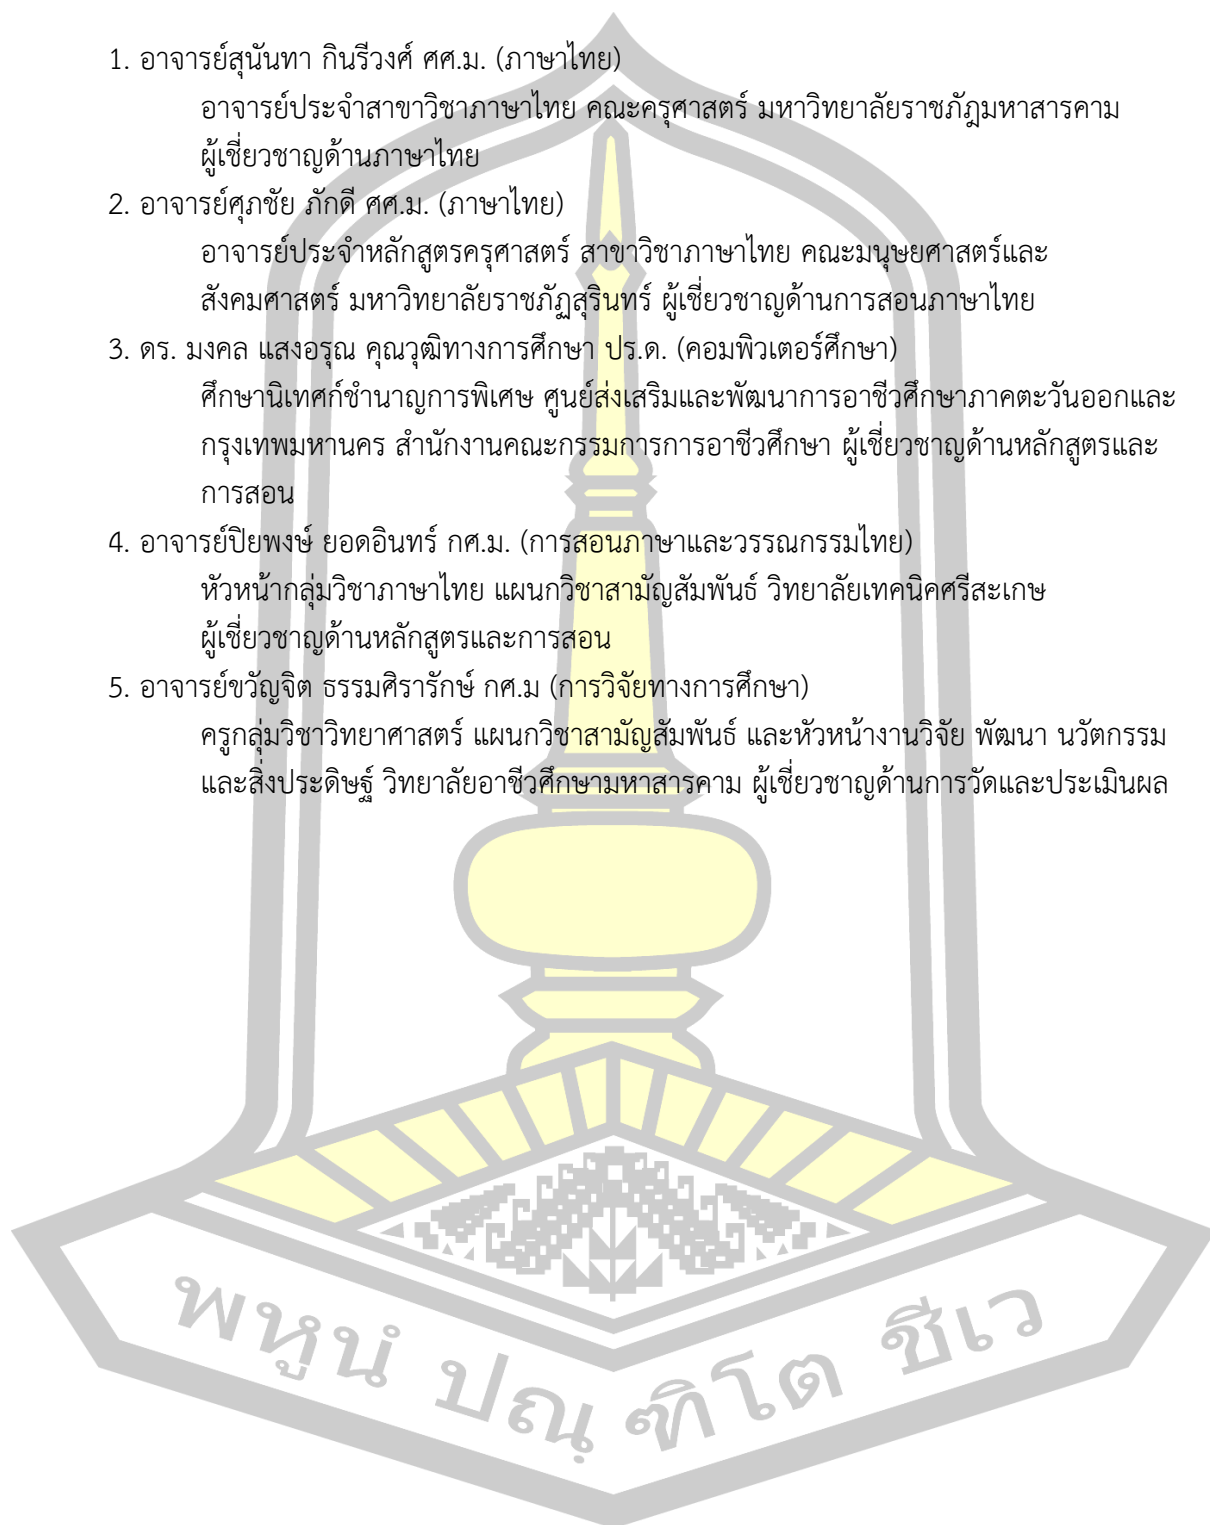 1. อาจารย์สุนันทา กินรีวงศ์ ศศ.ม. (ภาษาไทย)
อาจารย์ประจำสาขาวิชาภาษาไทย คณะครุศาสตร์ มหาวิทยาลัยราชภัฎมหาสารคาม
ผู้เชี่ยวชาญด้านภาษาไทย
2. อาจารย์ศุภชัย ภักดี ศศ.ม. (ภาษาไทย)
อาจารย์ประจำหลักสูตรครุศาสตร์ สาขาวิชาภาษาไทย คณะมนุษยศาสตร์และ
สังคมศาสตร์ มหาวิทยาลัยราชภัฏสุรินทร์ ผู้เชี่ยวชาญด้านการสอนภาษาไทย
3. ดร. มงคล แสงอรุณ คุณวุฒิทางการศึกษา ปร.ด. (คอมพิวเตอร์ศึกษา)
ศึกษานิเทศก์ชำนาญการพิเศษ ศูนย์ส่งเสริมและพัฒนาการอาชีวศึกษาภาคตะวันออกและ
กรุงเทพมหานคร สำนักงานคณะกรรมการการอาชีวศึกษา ผู้เชี่ยวชาญด้านหลักสูตรและ
การสอน
4. อาจารย์ปิยพงษ์ ยอดอินทร์ กศ.ม. (การสอนภาษาและวรรณกรรมไทย)
หัวหน้ากลุ่มวิชาภาษาไทย แผนกวิชาสามัญสัมพันธ์ วิทยาลัยเทคนิคศรีสะเกษ
ผู้เชี่ยวชาญด้านหลักสูตรและการสอน
5. อาจารย์ขวัญจิต ธรรมศิรารักษ์ กศ.ม (การวิจัยทางการศึกษา)
ครูกลุ่มวิชาวิทยาศาสตร์ แผนกวิชาสามัญสัมพันธ์ และหัวหน้างานวิจัย พัฒนา นวัตกรรม
และสิ่งประดิษฐ์ วิทยาลัยอาชีวศึกษามหาสารคาม ผู้เชี่ยวชาญด้านการวัดและประเมินผล
พหูนํ ปณฺฑิโต ชีเว